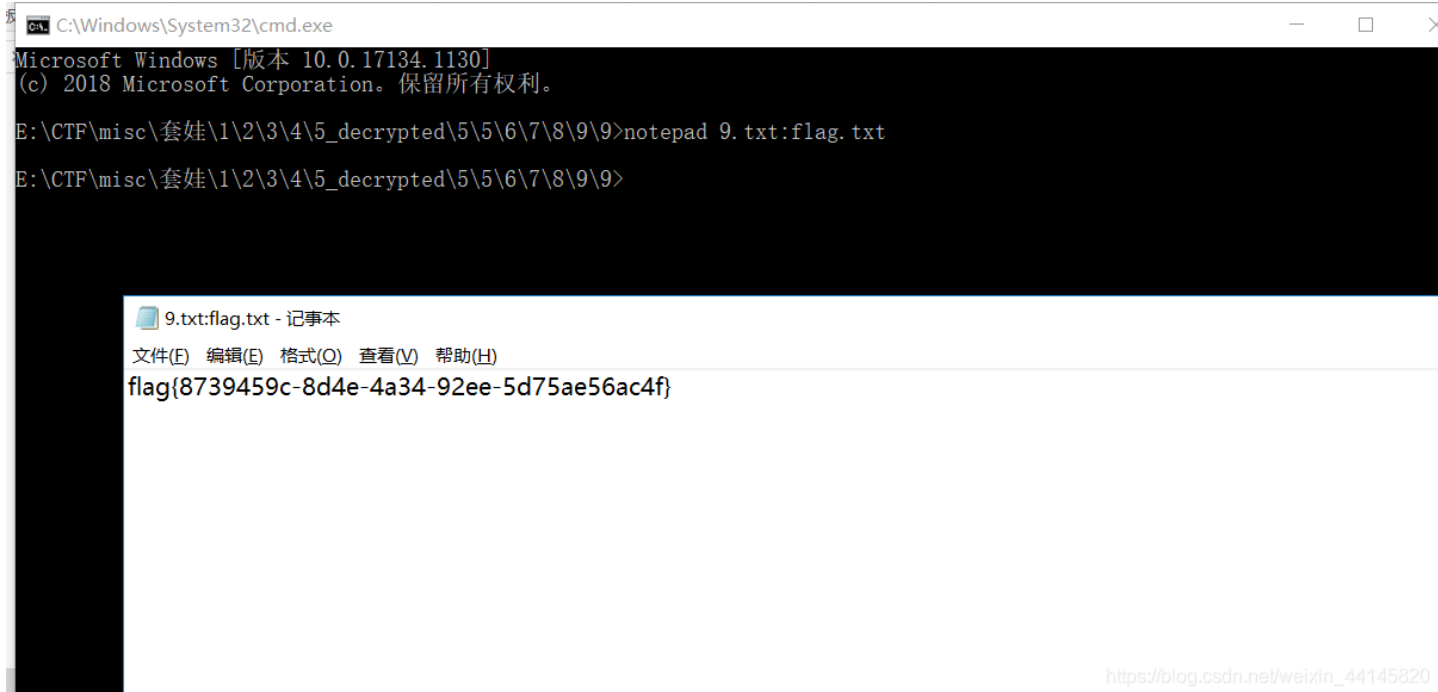 C:\Windows\System32\cmd.exe
Microsoft Windows [版本 10.0.17134.1130]
(c) 2018 Microsoft Corporation。保留所有权利。
E:\CTF\misc\套娃\1\2\3\4\5_decrypted\5\5\6\7\8\9\9>notepad 9.txt:flag.txt
E:\CTF\misc\套娃\1\2\3\4\5_decrypted\5\5\6\7\8\9\9>
9.txt:flag.txt - 记事本
文件(F) 编辑(E) 格式(O) 查看(V) 帮助(H)
flag{8739459c-8d4e-4a34-92ee-5d75ae56ac4f}
https://blog.csdn.net/weixin_44145820